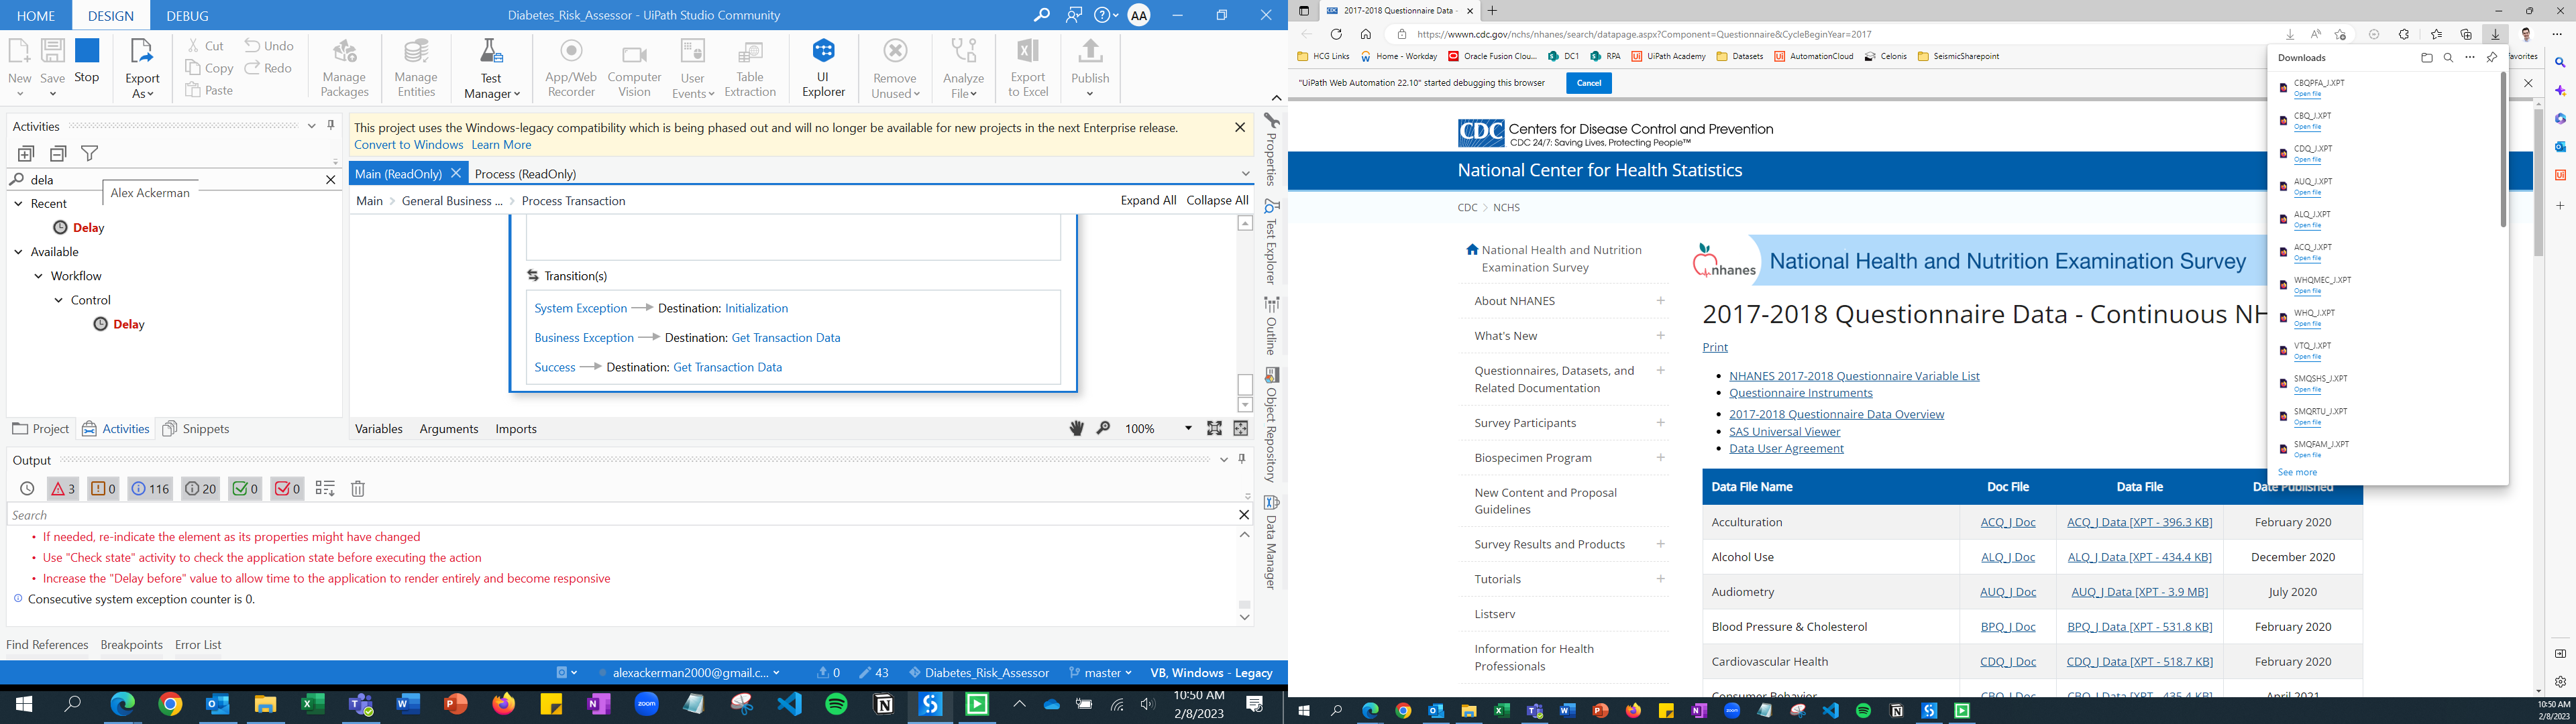 HOME DESIGN DEBUG Diabetes_Risk_Assessor - UiPath Studio Community AA
New Save Stop Export As Cut Copy Paste Undo Redo Manage Packages Manage Entities Test Manager App/Web Recorder Computer Vision User Events Table Extraction UI Explorer Remove Unused Analyze File Export to Excel Publish
Activities
dela
Alex Ackerman
Recent
Delay
Available
Workflow
Control
Delay
Project Activities Snippets
This project uses the Windows-legacy compatibility which is being phased out and will no longer be available for new projects in the next Enterprise release.
Convert to Windows Learn More
Main (ReadOnly) Process (ReadOnly)
Main General Business ... Process Transaction Expand All Collapse All
Transition(s)
System Exception Destination: Initialization
Business Exception Destination: Get Transaction Data
Success Destination: Get Transaction Data
Variables Arguments Imports 100%
Properties
Test Explorer
Outline
Object Repository
Data Manager
Output
3 0 116 20 0 0
Search
• If needed, re-indicate the element as its properties might have changed
• Use "Check state" activity to check the application state before executing the action
• Increase the "Delay before" value to allow time to the application to render entirely and become responsive
Consecutive system exception counter is 0.
Find References Breakpoints Error List
alexackerman2000@gmail.c... 0 43 Diabetes_Risk_Assessor master VB, Windows - Legacy
zoom
10:50 AM
2/8/2023
2017-2018 Questionnaire Data -
https://wwwn.cdc.gov/nchs/nhanes/search/datapage.aspx?Component=Questionnaire&CycleBeginYear=2017
HCG Links Home - Workday Oracle Fusion Clou... DC1 RPA UiPath Academy Datasets AutomationCloud Celonis SeismicSharepoint favorites
"UiPath Web Automation 22.10" started debugging this browser Cancel
CDC Centers for Disease Control and Prevention
CDC 24/7: Saving Lives, Protecting People™
National Center for Health Statistics
CDC NCHS
National Health and Nutrition
Examination Survey
About NHANES
What's New
Questionnaires, Datasets, and
Related Documentation
Survey Participants
Biospecimen Program
New Content and Proposal
Guidelines
Survey Results and Products
Tutorials
Listserv
Information for Health
Professionals
nhanes National Health and Nutrition Examination Survey
2017-2018 Questionnaire Data - Continuous NH
Print
• NHANES 2017-2018 Questionnaire Variable List
• Questionnaire Instruments
• 2017-2018 Questionnaire Data Overview
• SAS Universal Viewer
• Data User Agreement
Data File Name Doc File Data File Date Published
Acculturation ACQ_J Doc ACQ_J Data [XPT - 396.3 KB] February 2020
Alcohol Use ALQ_J Doc ALQ_J Data [XPT - 434.4 KB] December 2020
Audiometry AUQ_J Doc AUQ_J Data [XPT - 3.9 MB] July 2020
Blood Pressure & Cholesterol BPQ_J Doc BPQ_J Data [XPT - 531.8 KB] February 2020
Cardiovascular Health CDQ_J Doc CDQ_J Data [XPT - 518.7 KB] February 2020
Consumer Behavior CBQ_J Doc CBQ_J Data [XPT - 435.4 KB] April 2021
Downloads
CBQPFA_J.XPT
Open file
CBQ_J.XPT
Open file
CDQ_J.XPT
Open file
AUQ_J.XPT
Open file
ALQ_J.XPT
Open file
ACQ_J.XPT
Open file
WHQMEC_J.XPT
Open file
WHQ_J.XPT
Open file
VTQ_J.XPT
Open file
SMQSHS_J.XPT
Open file
SMQRTU_J.XPT
Open file
SMQFAM_J.XPT
Open file
See more
10:50 AM
2/8/2023